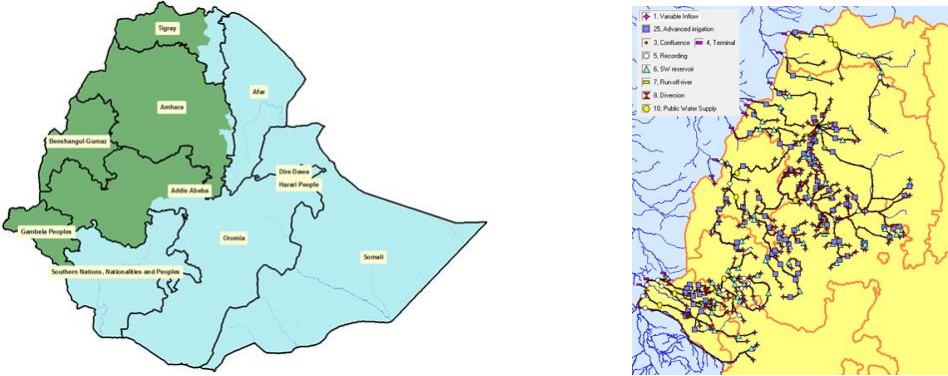 Tigray
Afar
Amhara
Benshangul-Gumaz
Dire Dawa
Harari People
Addis Abeba
Gambela Peoples
Oromia
Somali
Southern Nations, Nationalities and Peoples
1, Variable Inflow
25, Advanced irrigation
3, Confluence 4, Terminal
5, Recording
6, SW reservoir
7, Run-off-river
8, Diversion
10, Public Water Supply